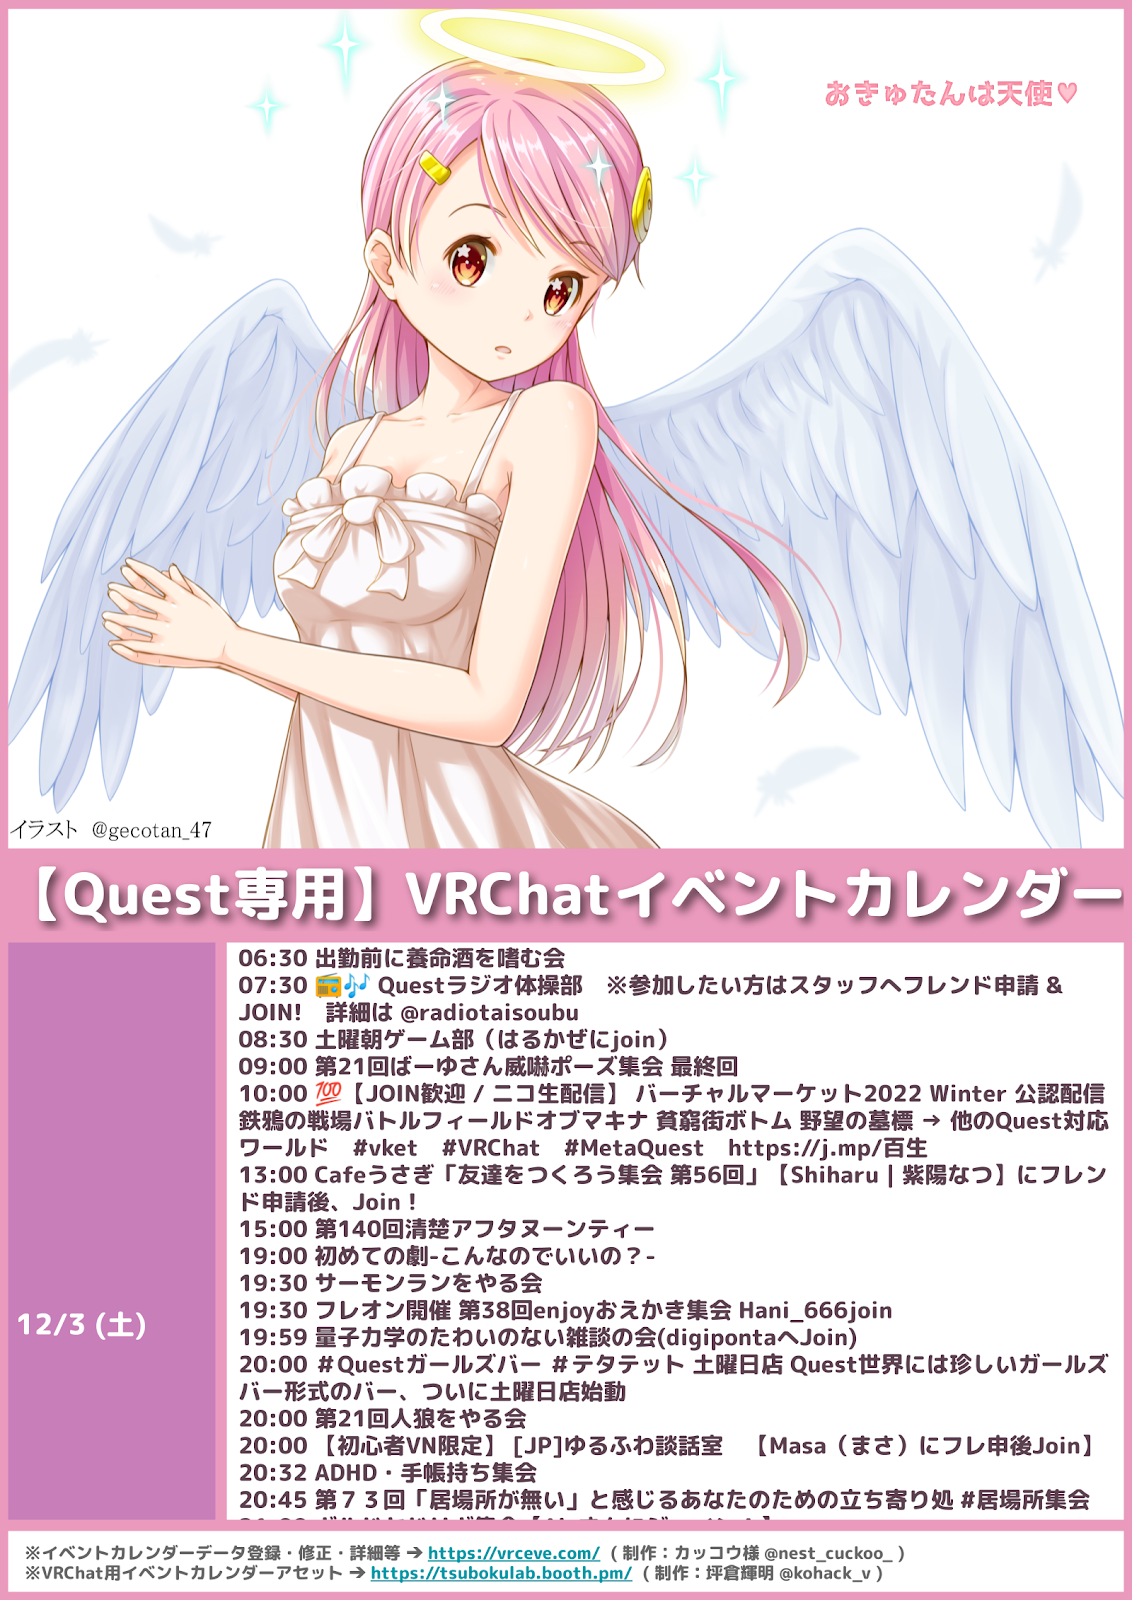 おきゅたんは天使♥
イラスト @gecotan_47
【Quest専用】VRChatイベントカレンダー
12/3 (土)
06:30 出勤前に養命酒を嗜む会
07:30 📻🎶 Questラジオ体操部　※参加したい方はスタッフへフレンド申請 &
JOIN!　詳細は @radiotaisoubu
08:30 土曜朝ゲーム部（はるかぜにjoin）
09:00 第21回ばーゆさん威嚇ポーズ集会 最終回
10:00 💯【JOIN歓迎 / ニコ生配信】 バーチャルマーケット2022 Winter 公認配信
鉄鴉の戦場バトルフィールドオブマキナ 貧窮街ボトム 野望の墓標 → 他のQuest対応
ワールド　#vket　#VRChat　#MetaQuest　https://j.mp/百生
13:00 Cafeうさぎ「友達をつくろう集会 第56回」【Shiharu | 紫陽なつ】にフレン
ド申請後、Join！
15:00 第140回清楚アフタヌーンティー
19:00 初めての劇-こんなのでいいの？-
19:30 サーモンランをやる会
19:30 フレオン開催 第38回enjoyおえかき集会 Hani_666join
19:59 量子力学のたわいのない雑談の会(digipontaへJoin)
20:00 ＃Questガールズバー ＃テタテット 土曜日店 Quest世界には珍しいガールズ
バー形式のバー、ついに土曜日店始動
20:00 第21回人狼をやる会
20:00 【初心者VN限定】 [JP]ゆるふわ談話室　【Masa（まさ）にフレ申後Join】
20:32 ADHD・手帳持ち集会
20:45 第７３回「居場所が無い」と感じるあなたのための立ち寄り処 #居場所集会
※イベントカレンダーデータ登録・修正・詳細等 ➔ https://vrceve.com/ （制作：カッコウ様 @nest_cuckoo_ ）
※VRChat用イベントカレンダーアセット ➔ https://tsubokulab.booth.pm/ （制作：坪倉輝明 @kohack_v ）